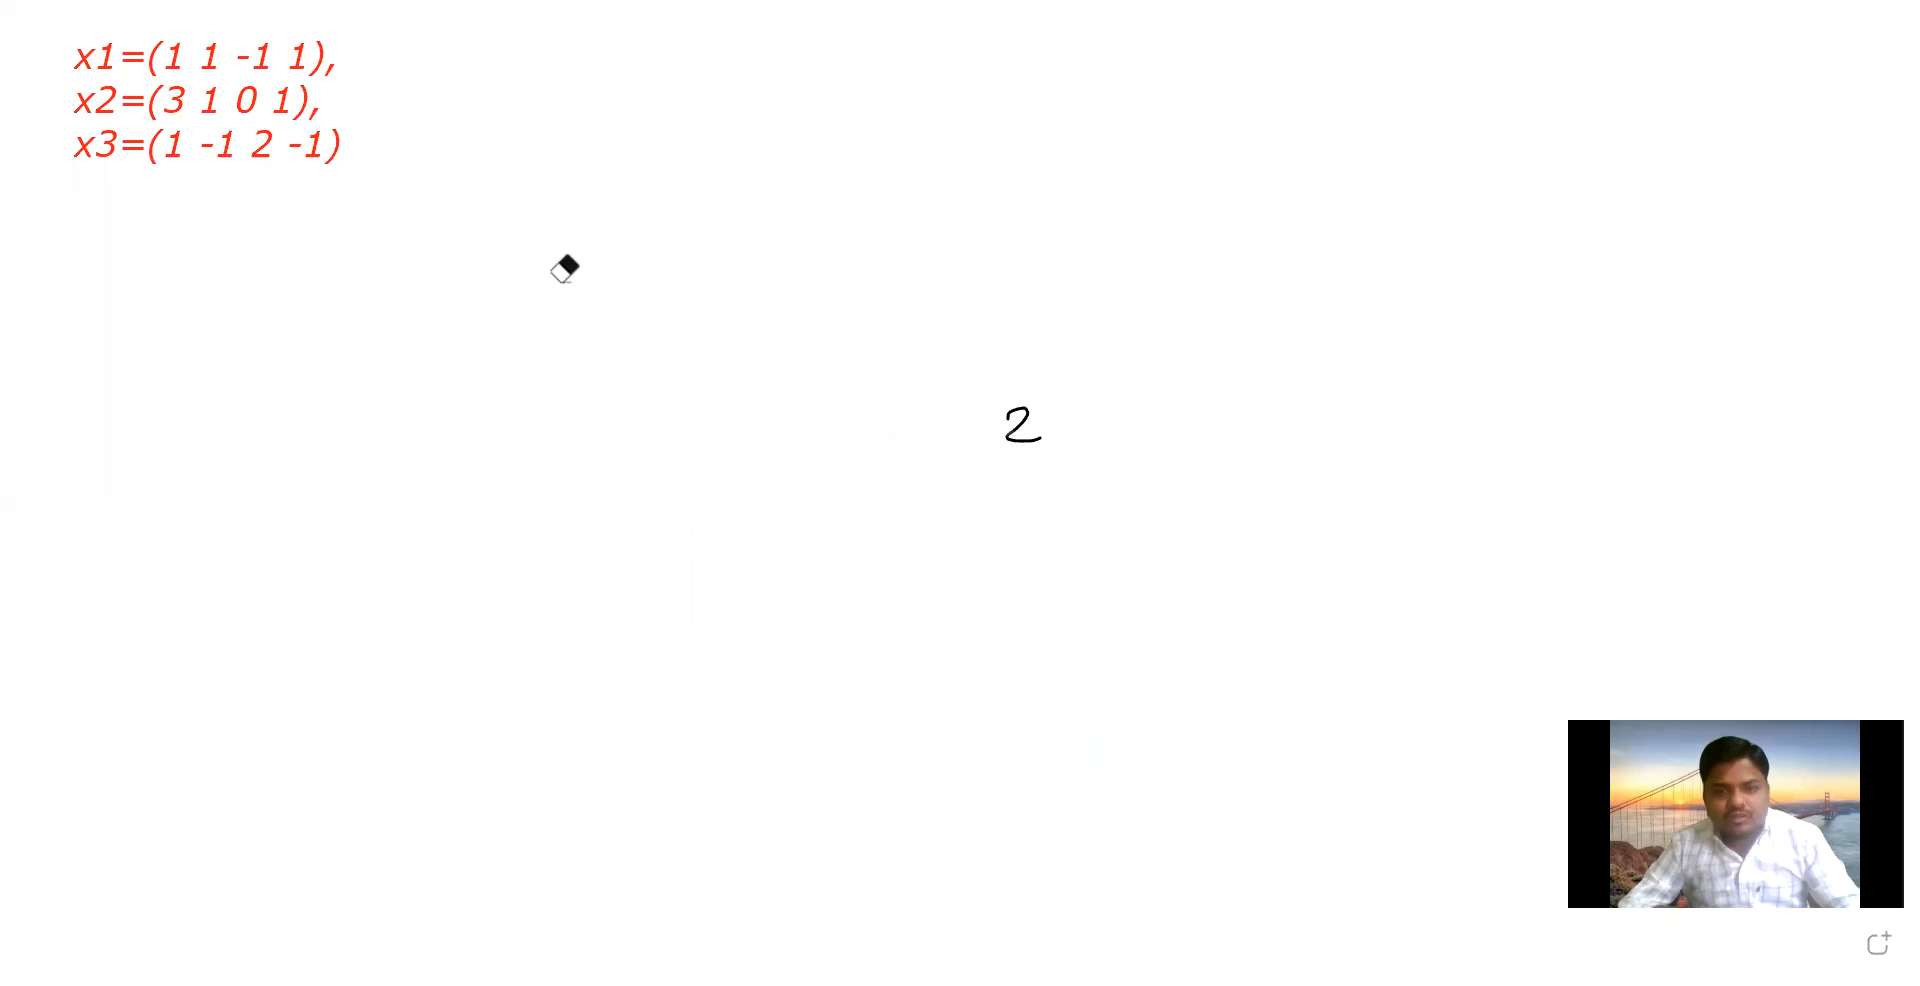 x1=(1 1 -1 1),
x2=(3 1 0 1),
x3=(1 -1 2 -1)
2